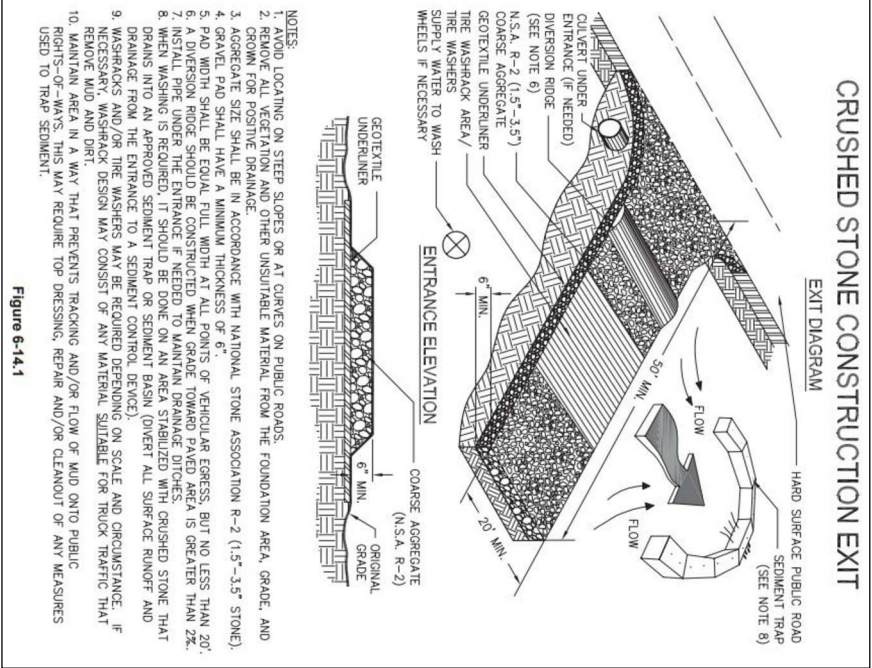 CRUSHED STONE CONSTRUCTION EXIT
EXIT DIAGRAM
HARD SURFACE PUBLIC ROAD
SEDIMENT TRAP
(SEE NOTE 8)
FLOW
FLOW
50' MIN.
20' MIN.
6" MIN.
CULVERT UNDER
ENTRANCE (IF NEEDED)
DIVERSION RIDGE
(SEE NOTE 6)
N.S.A. R-2 (1.5"-3.5")
COARSE AGGREGATE
GEOTEXTILE UNDERLINER
TIRE WASHRACK AREA/
TIRE WASHERS
SUPPLY WATER TO WASH
WHEELS IF NECESSARY
ENTRANCE ELEVATION
GEOTEXTILE
UNDERLINER
COARSE AGGREGATE
(N.S.A. R-2)
6" MIN.
ORIGINAL
GRADE
NOTES:
1. AVOID LOCATING ON STEEP SLOPES OR AT CURVES ON PUBLIC ROADS.
2. REMOVE ALL VEGETATION AND OTHER UNSUITABLE MATERIAL FROM THE FOUNDATION AREA, GRADE, AND
CROWN FOR POSITIVE DRAINAGE.
3. AGGREGATE SIZE SHALL BE IN ACCORDANCE WITH NATIONAL STONE ASSOCIATION R-2 (1.5"-3.5" STONE).
4. GRAVEL PAD SHALL HAVE A MINIMUM THICKNESS OF 6".
5. PAD WIDTH SHALL BE EQUAL FULL WIDTH AT ALL POINTS OF VEHICULAR EGRESS, BUT NO LESS THAN 20'.
6. A DIVERSION RIDGE SHOULD BE CONSTRUCTED WHEN GRADE TOWARD PAVED AREA IS GREATER THAN 2%.
7. INSTALL PIPE UNDER THE ENTRANCE IF NEEDED TO MAINTAIN DRAINAGE DITCHES.
8. WHEN WASHING IS REQUIRED, IT SHOULD BE DONE ON AN AREA STABILIZED WITH CRUSHED STONE THAT
DRAINS INTO AN APPROVED SEDIMENT TRAP OR SEDIMENT BASIN (DIVERT ALL SURFACE RUNOFF AND
DRAINAGE FROM THE ENTRANCE TO A SEDIMENT CONTROL DEVICE).
9. WASHRACKS AND/OR TIRE WASHERS MAY BE REQUIRED DEPENDING ON SCALE AND CIRCUMSTANCE. IF
NECESSARY, WASHRACK DESIGN MAY CONSIST OF ANY MATERIAL SUITABLE FOR TRUCK TRAFFIC THAT
REMOVE MUD AND DIRT.
10. MAINTAIN AREA IN A WAY THAT PREVENTS TRACKING AND/OR FLOW OF MUD ONTO PUBLIC
RIGHTS-OF-WAYS. THIS MAY REQUIRE TOP DRESSING, REPAIR AND/OR CLEANOUT OF ANY MEASURES
USED TO TRAP SEDIMENT.
Figure 6-14.1